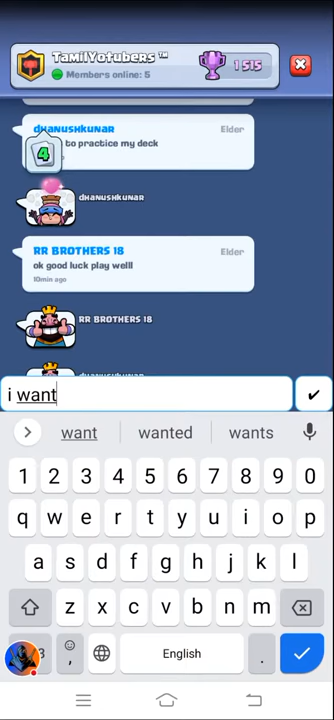 TamilYotubers ™
Members online: 5
1515
dhanushkunar
Elder
to practice my deck
4
dhanushkunar
RR BROTHERS 18
Elder
ok good luck play welll
10min ago
RR BROTHERS 18
i want
want wanted wants
1 2 3 4 5 6 7 8 9 0
q w e r t y u i o p
a s d f g h j k l
z x c v b n m
3 , English .